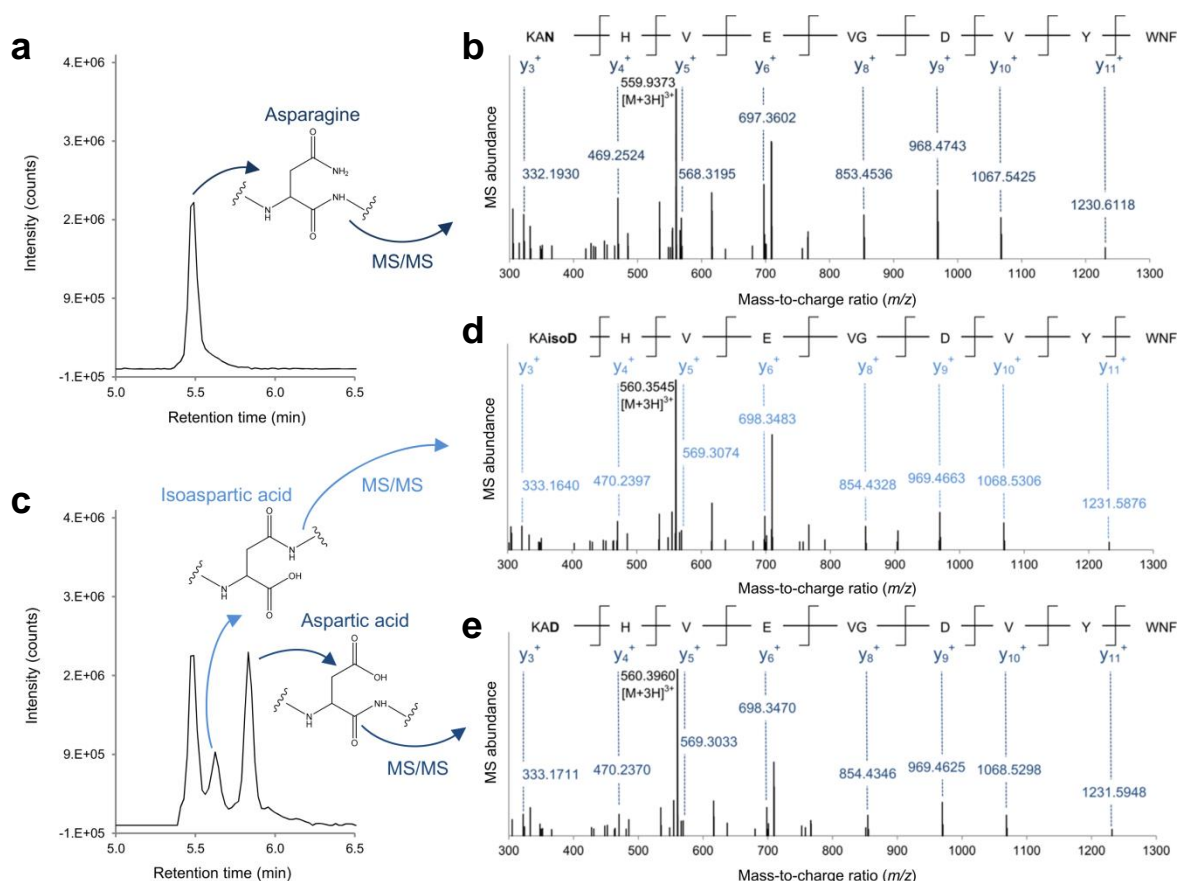 a
4.E+06
3.E+06
2.E+06
9.E+05
-1.E+05
Intensity (counts)
5.0 5.5 6.0 6.5
Retention time (min)
Asparagine
O
NH₂
N
H
NH
O
MS/MS
b
KAN H V E VG D V Y WNF
y₃⁺ y₄⁺ y₅⁺ y₆⁺ y₈⁺ y₉⁺ y₁₀⁺ y₁₁⁺
559.9373
[M+3H]³⁺
332.1930
469.2524
568.3195
697.3602
853.4536
968.4743
1067.5425
1230.6118
MS abundance
300 400 500 600 700 800 900 1000 1100 1200 1300
Mass-to-charge ratio (m/z)
c
4.E+06
3.E+06
2.E+06
9.E+05
-1.E+05
Intensity (counts)
5.0 5.5 6.0 6.5
Retention time (min)
Isoaspartic acid
O
NH
N
H
OH
O
MS/MS
Aspartic acid
O
OH
N
H
NH
O
MS/MS
d
KAisoD H V E VG D V Y WNF
y₃⁺ y₄⁺ y₅⁺ y₆⁺ y₈⁺ y₉⁺ y₁₀⁺ y₁₁⁺
560.3545
[M+3H]³⁺
333.1640
470.2397
569.3074
698.3483
854.4328
969.4663
1068.5306
1231.5876
MS abundance
300 400 500 600 700 800 900 1000 1100 1200 1300
Mass-to-charge ratio (m/z)
e
KAD H V E VG D V Y WNF
y₃⁺ y₄⁺ y₅⁺ y₆⁺ y₈⁺ y₉⁺ y₁₀⁺ y₁₁⁺
560.3960
[M+3H]³⁺
333.1711
470.2370
569.3033
698.3470
854.4346
969.4625
1068.5298
1231.5948
MS abundance
300 400 500 600 700 800 900 1000 1100 1200 1300
Mass-to-charge ratio (m/z)